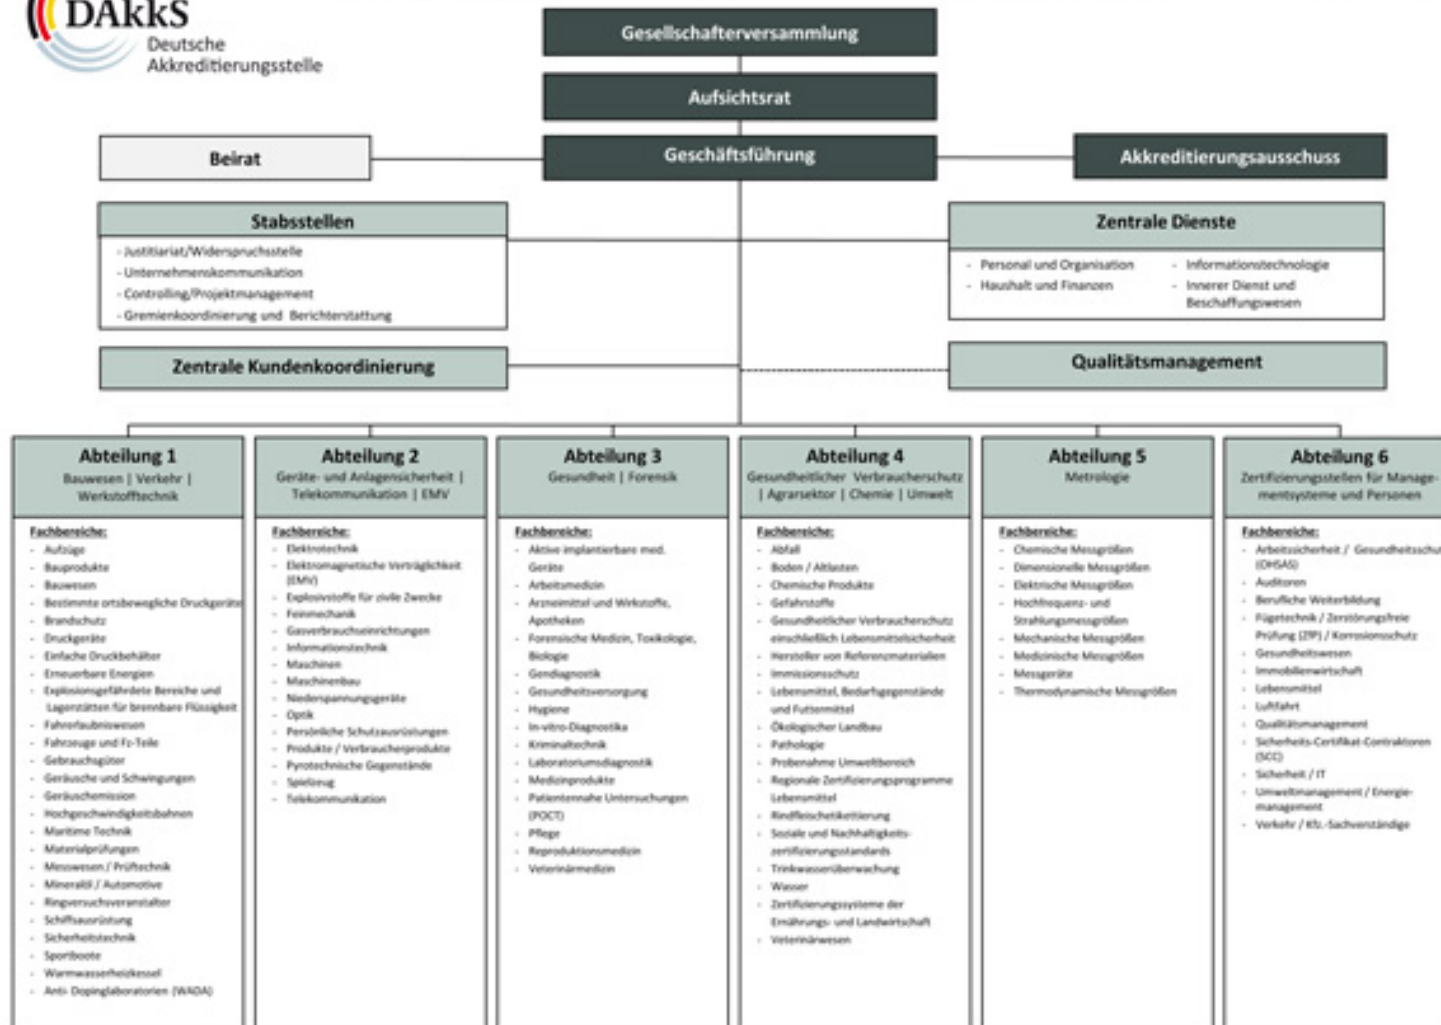 DAkkS
Deutsche
Akkreditierungsstelle
Gesellschafterversammlung
Aufsichtsrat
Beirat
Geschäftsführung
Akkreditierungsausschuss
Stabsstellen
- Justitiariat/Widerspruchsstelle
- Unternehmenskommunikation
- Controlling/Projektmanagement
- Gremienkoordinierung und Berichterstattung
Zentrale Dienste
- Personal und Organisation
- Haushalt und Finanzen
- Informationstechnologie
- Innerer Dienst und
Beschaffungswesen
Zentrale Kundenkoordinierung
Qualitätsmanagement
Abteilung 1
Bauwesen | Verkehr |
Werkstofftechnik
Fachbereiche:
- Aufzüge
- Bauprodukte
- Bauwesen
- Bestimmte ortsbewegliche Druckgeräte
- Brandschutz
- Druckgeräte
- Einfache Druckbehälter
- Erneuerbare Energien
- Explosionsgefährdete Bereiche und
Lagerstätten für brennbare Flüssigkeit
- Fahrerlaubniswesen
- Fahrzeuge und Fz-Teile
- Gebrauchsgüter
- Geräusche und Schwingungen
- Geräuschemission
- Hochgeschwindigkeitsbahnen
- Maritime Technik
- Materialprüfungen
- Messwesen / Prüftechnik
- Mineralöl / Automotive
- Ringversuchsveranstalter
- Schiffsausrüstung
- Sicherheitstechnik
- Sportboote
- Warmwasserheizkessel
- Anti- Dopinglaboratorien (WADA)
Abteilung 2
Geräte- und Anlagensicherheit |
Telekommunikation | EMV
Fachbereiche:
- Elektrotechnik
- Elektromagnetische Verträglichkeit
(EMV)
- Explosivstoffe für zivile Zwecke
- Feinmechanik
- Gasverbrauchseinrichtungen
- Informationstechnik
- Maschinen
- Maschinenbau
- Niederspannungsgeräte
- Optik
- Persönliche Schutzausrüstungen
- Produkte / Verbraucherprodukte
- Pyrotechnische Gegenstände
- Spielzeug
- Telekommunikation
Abteilung 3
Gesundheit | Forensik
Fachbereiche:
- Aktive implantierbare med.
Geräte
- Arbeitsmedizin
- Arzneimittel und Wirkstoffe,
Apotheken
- Forensische Medizin, Toxikologie,
Biologie
- Gendiagnostik
- Gesundheitsversorgung
- Hygiene
- In-vitro-Diagnostika
- Kriminaltechnik
- Laboratoriumsdiagnostik
- Medizinprodukte
- Patientennahe Untersuchungen
(POCT)
- Pflege
- Reproduktionsmedizin
- Veterinärmedizin
Abteilung 4
Gesundheitlicher Verbraucherschutz
| Agrarsektor | Chemie | Umwelt
Fachbereiche:
- Abfall
- Boden / Altlasten
- Chemische Produkte
- Gefahrstoffe
- Gesundheitlicher Verbraucherschutz
einschließlich Lebensmittelsicherheit
- Hersteller von Referenzmaterialien
- Immissionsschutz
- Lebensmittel, Bedarfsgegenstände
und Futtermittel
- Ökologischer Landbau
- Pathologie
- Probenahme Umweltbereich
- Regionale Zertifizierungsprogramme
Lebensmittel
- Rindfleischetikettierung
- Soziale und Nachhaltigkeits-
zertifizierungsstandards
- Trinkwasserüberwachung
- Wasser
- Zertifizierungssysteme der
Ernährungs- und Landwirtschaft
- Veterinärwesen
Abteilung 5
Metrologie
Fachbereiche:
- Chemische Messgrößen
- Dimensionelle Messgrößen
- Elektrische Messgrößen
- Hochfrequenz- und
Strahlungsmessgrößen
- Mechanische Messgrößen
- Medizinische Messgrößen
- Messgeräte
- Thermodynamische Messgrößen
Abteilung 6
Zertifizierungsstellen für Manage-
mentsysteme und Personen
Fachbereiche:
- Arbeitssicherheit / Gesundheitsschut
(OHSAS)
- Auditoren
- Berufliche Weiterbildung
- Fügetechnik / Zerstörungsfreie
Prüfung (ZfP) / Korrosionsschutz
- Gesundheitswesen
- Immobilienwirtschaft
- Lebensmittel
- Luftfahrt
- Qualitätsmanagement
- Sicherheits-Certifikat-Contraktoren
(SCC)
- Sicherheit / IT
- Umweltmanagement / Energie-
management
- Verkehr / Kfz.-Sachverständige